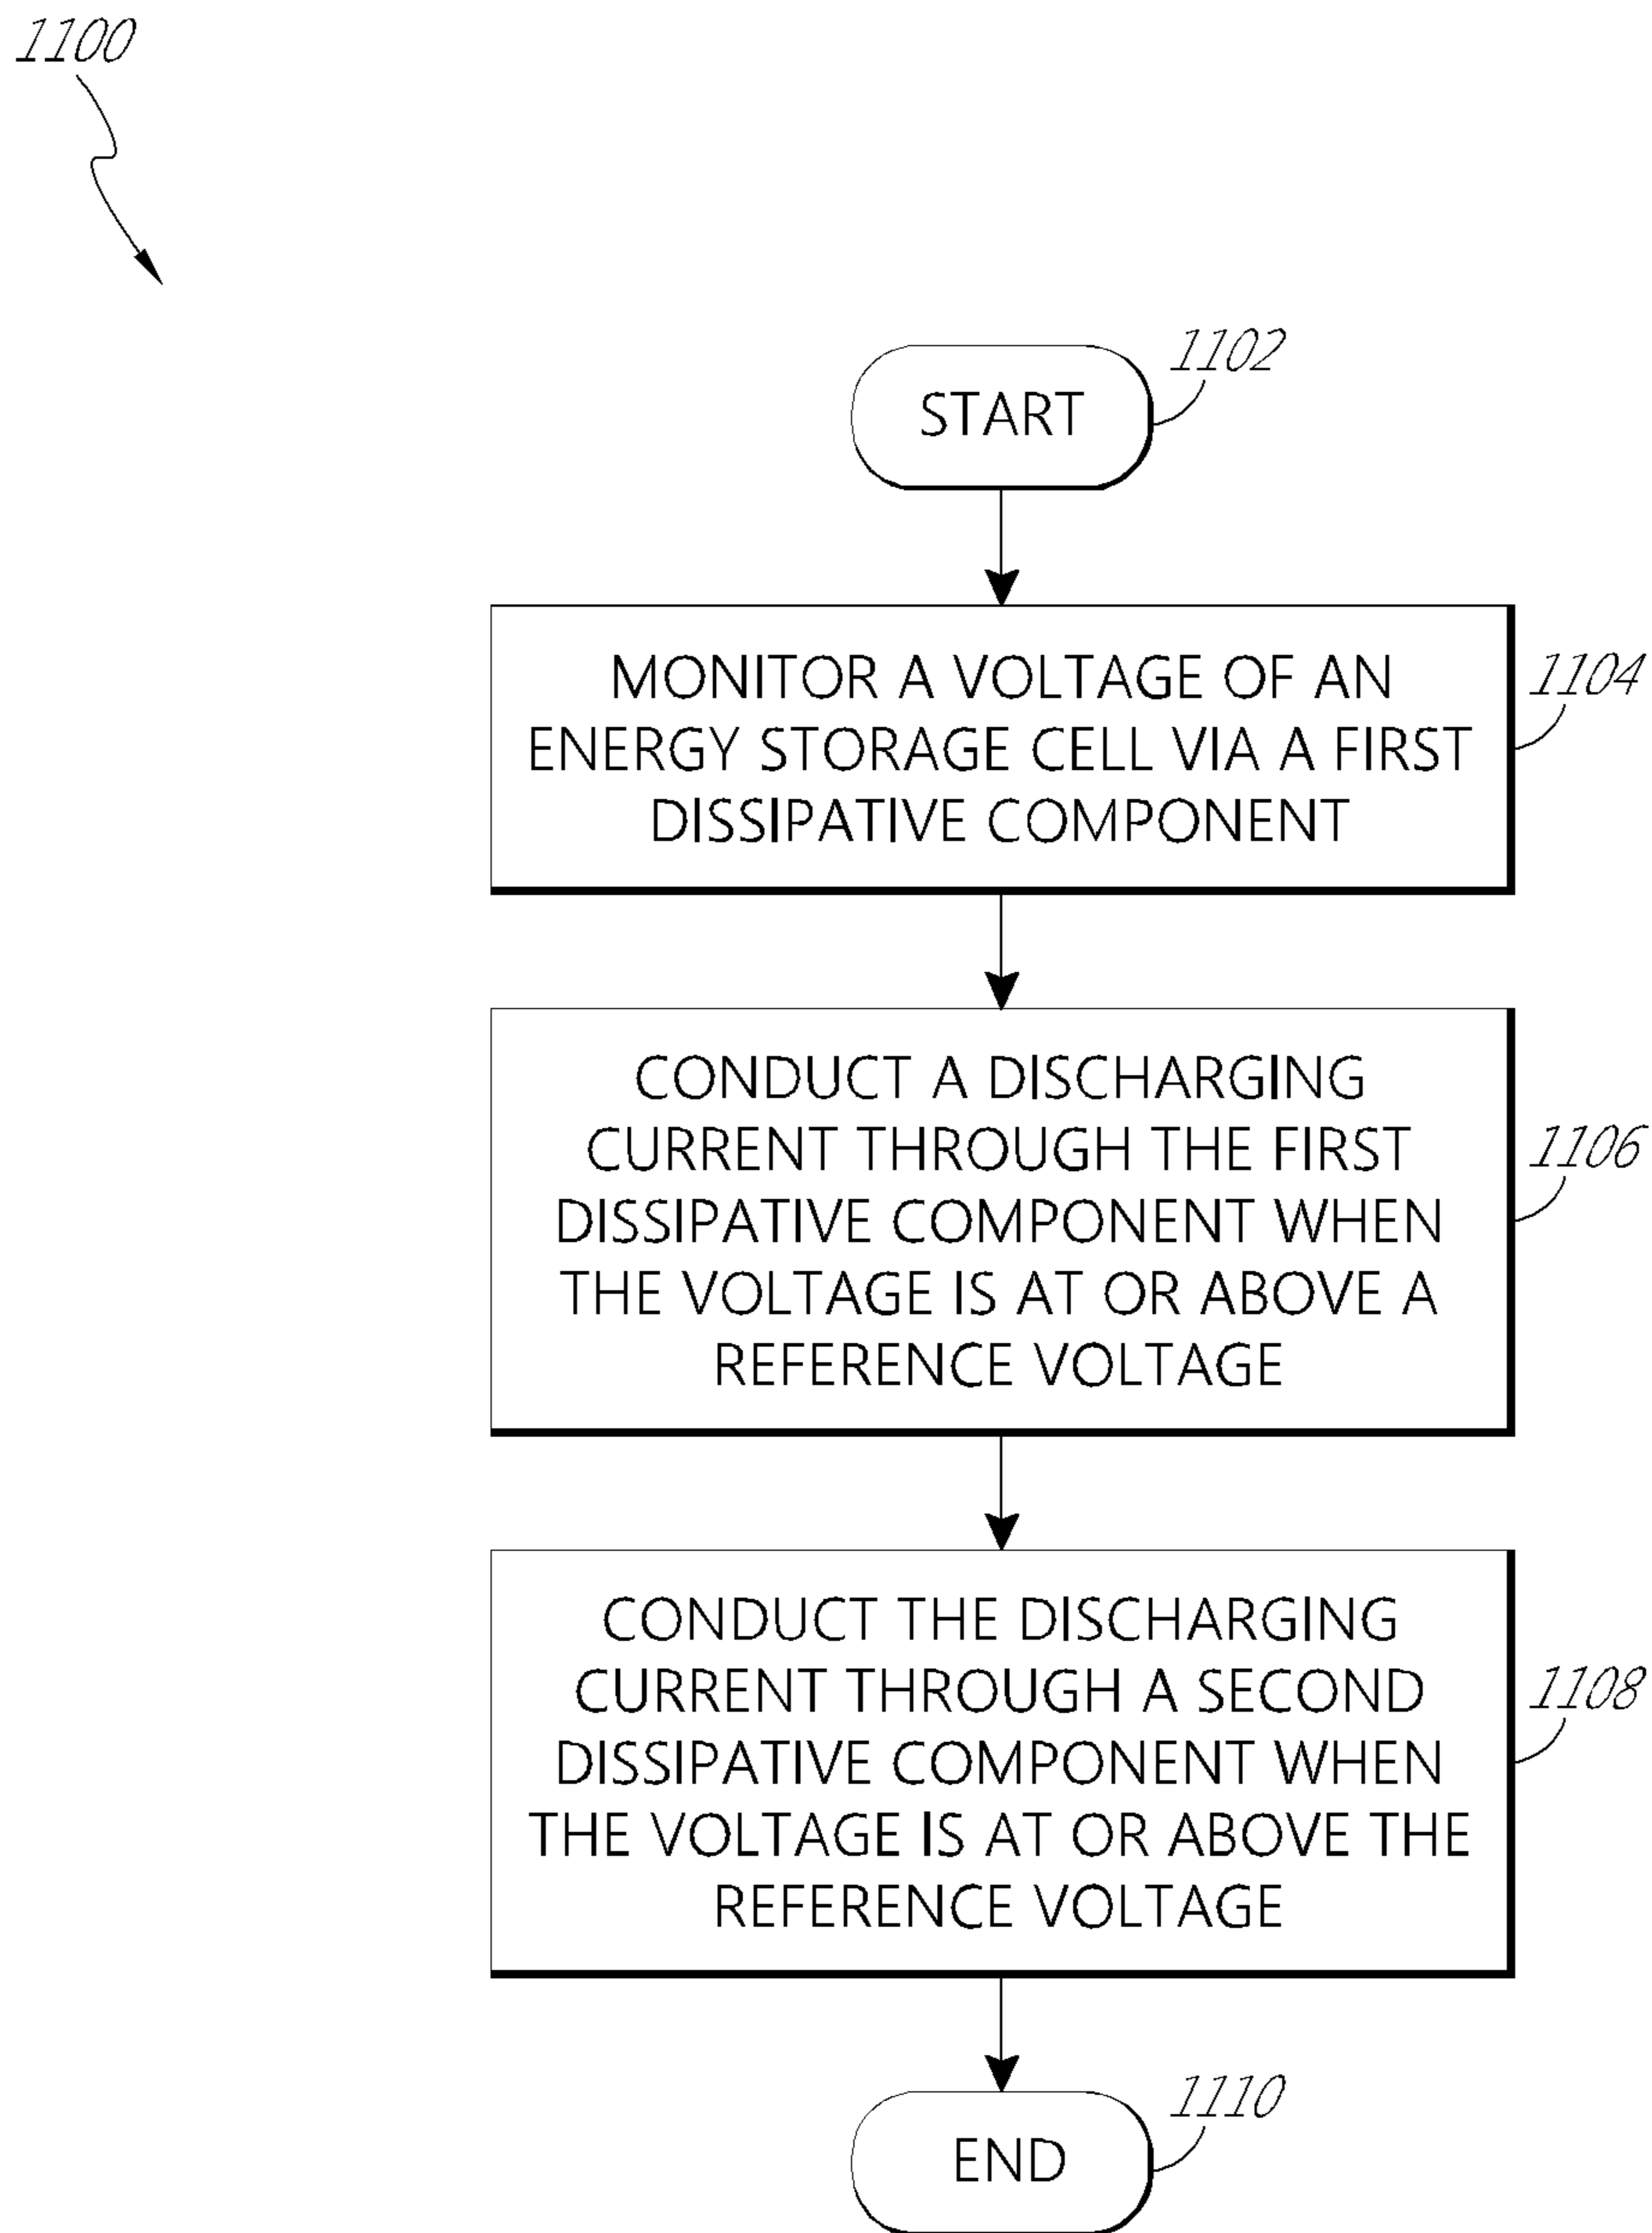 1100
1102
START
MONITOR A VOLTAGE OF AN
ENERGY STORAGE CELL VIA A FIRST
DISSIPATIVE COMPONENT
1104
CONDUCT A DISCHARGING
CURRENT THROUGH THE FIRST
DISSIPATIVE COMPONENT WHEN
THE VOLTAGE IS AT OR ABOVE A
REFERENCE VOLTAGE
1106
CONDUCT THE DISCHARGING
CURRENT THROUGH A SECOND
DISSIPATIVE COMPONENT WHEN
THE VOLTAGE IS AT OR ABOVE THE
REFERENCE VOLTAGE
1108
1110
END